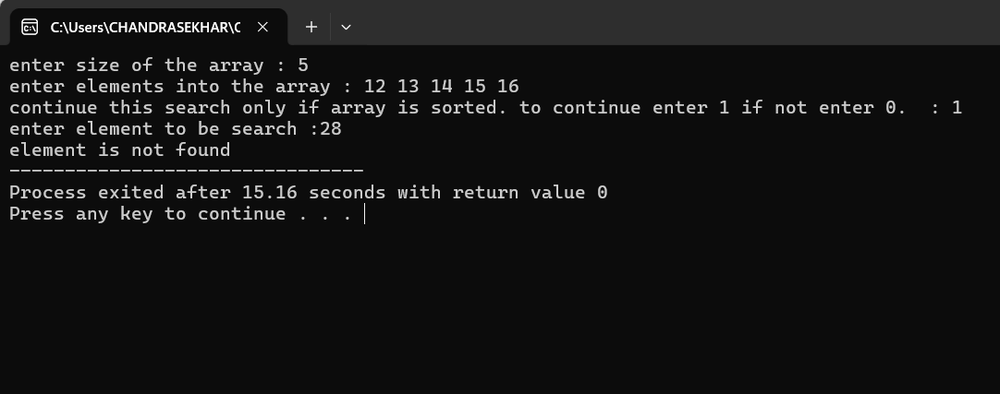 C:\Users\CHANDRASEKHAR\C
enter size of the array : 5
enter elements into the array : 12 13 14 15 16
continue this search only if array is sorted. to continue enter 1 if not enter 0.  : 1
enter element to be search :28
element is not found
--------------------------------
Process exited after 15.16 seconds with return value 0
Press any key to continue . . .